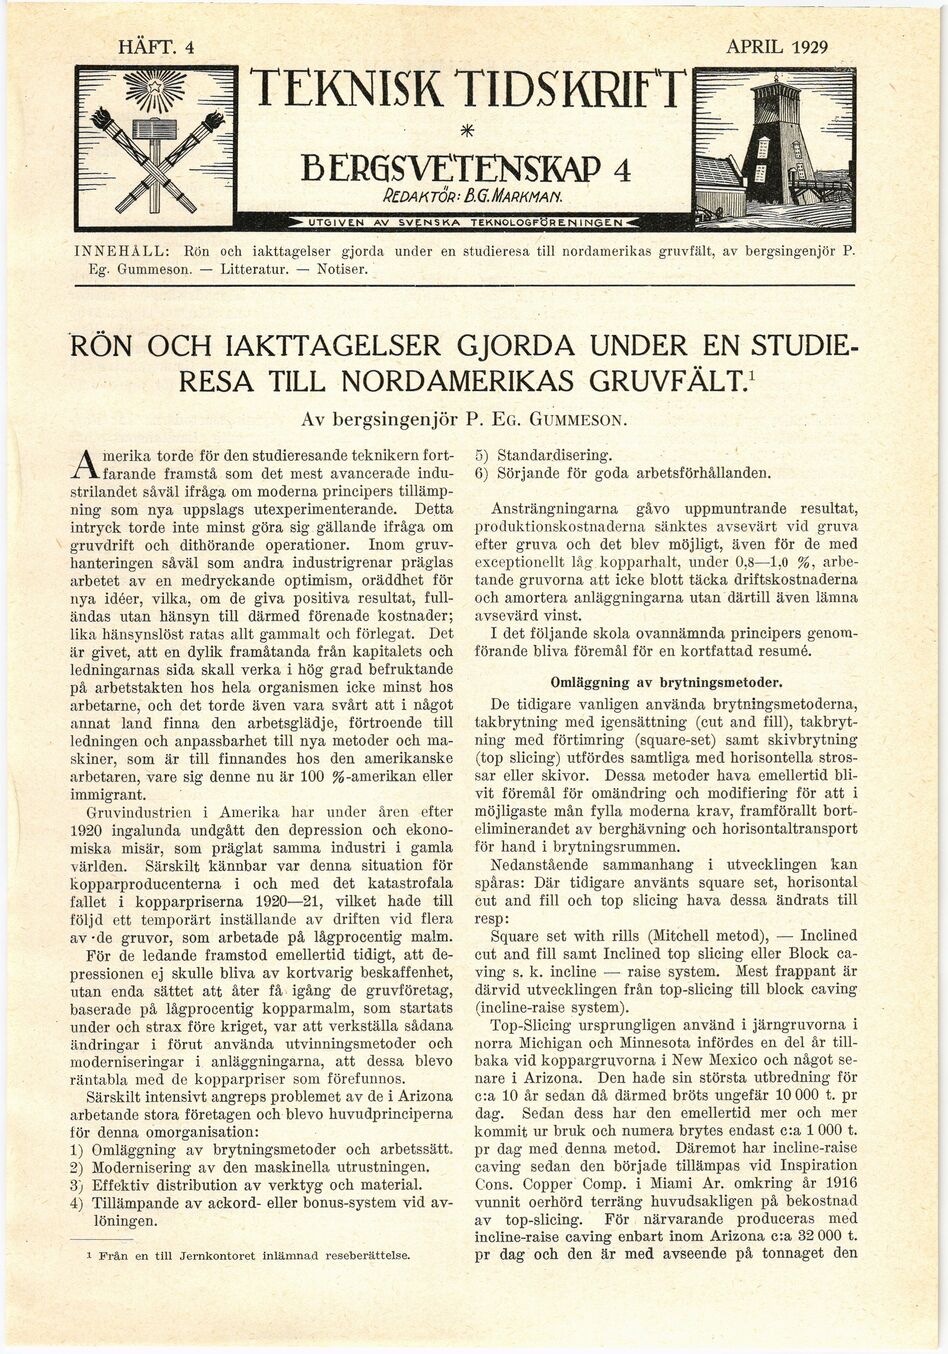 HÄFT. 4
APRIL 1929
TEKNISK TIDSKRIFT
*
BERGSVETENSKAP 4
REDAKTÖR: B.G. MARKMAN.
UTGIVEN AV SVENSKA TEKNOLOGFÖRENINGEN
INNEHÅLL: Rön och iakttagelser gjorda under en studieresa till nordamerikas gruvfält, av bergsingenjör P.
Eg. Gummeson. — Litteratur. — Notiser.
RÖN OCH IAKTTAGELSER GJORDA UNDER EN STUDIE-
RESA TILL NORDAMERIKAS GRUVFÄLT.¹
Av bergsingenjör P. EG. GUMMESON.
Amerika torde för den studieresande teknikern fort-
farande framstå som det mest avancerade indu-
strilandet såväl ifråga om moderna principers tillämp-
ning som nya uppslags utexperimenterande. Detta
intryck torde inte minst göra sig gällande ifråga om
gruvdrift och dithörande operationer. Inom gruv-
hanteringen såväl som andra industrigrenar präglas
arbetet av en medryckande optimism, oräddhet för
nya idéer, vilka, om de giva positiva resultat, full-
ändas utan hänsyn till därmed förenade kostnader;
lika hänsynslöst ratas allt gammalt och förlegat. Det
är givet, att en dylik framåtanda från kapitalets och
ledningarnas sida skall verka i hög grad befruktande
på arbetstakten hos hela organismen icke minst hos
arbetarne, och det torde även vara svårt att i något
annat land finna den arbetsglädje, förtroende till
ledningen och anpassbarhet till nya metoder och ma-
skiner, som är till finnandes hos den amerikanske
arbetaren, vare sig denne nu är 100 %-amerikan eller
immigrant.
Gruvindustrien i Amerika har under åren efter
1920 ingalunda undgått den depression och ekono-
miska misär, som präglat samma industri i gamla
världen. Särskilt kännbar var denna situation för
kopparproducenterna i och med det katastrofala
fallet i kopparpriserna 1920—21, vilket hade till
följd ett temporärt inställande av driften vid flera
av de gruvor, som arbetade på lågprocentig malm.
För de ledande framstod emellertid tidigt, att de-
pressionen ej skulle bliva av kortvarig beskaffenhet,
utan enda sättet att åter få igång de gruvföretag,
baserade på lågprocentig kopparmalm, som startats
under och strax före kriget, var att verkställa sådana
ändringar i förut använda utvinningsmetoder och
moderniseringar i anläggningarna, att dessa blevo
räntabla med de kopparpriser som förefunnos.
Särskilt intensivt angreps problemet av de i Arizona
arbetande stora företagen och blevo huvudprinciperna
för denna omorganisation:
1) Omläggning av brytningsmetoder och arbetssätt.
2) Modernisering av den maskinella utrustningen.
3) Effektiv distribution av verktyg och material.
4) Tillämpande av ackord- eller bonus-system vid av-
löningen.
¹ Från en till Jernkontoret inlämnad reseberättelse.
5) Standardisering.
6) Sörjande för goda arbetsförhållanden.
Ansträngningarna gåvo uppmuntrande resultat,
produktionskostnaderna sänktes avsevärt vid gruva
efter gruva och det blev möjligt, även för de med
exceptionellt låg kopparhalt, under 0,8—1,0 %, arbe-
tande gruvorna att icke blott täcka driftskostnaderna
och amortera anläggningarna utan därtill även lämna
avsevärd vinst.
I det följande skola ovannämnda principers genom-
förande bliva föremål för en kortfattad resumé.
Omläggning av brytningsmetoder.
De tidigare vanligen använda brytningsmetoderna,
takbrytning med igensättning (cut and fill), takbryt-
ning med förtimring (square-set) samt skivbrytning
(top slicing) utfördes samtliga med horisontella stros-
sar eller skivor. Dessa metoder hava emellertid bli-
vit föremål för omändring och modifiering för att i
möjligaste mån fylla moderna krav, framförallt bort-
eliminerandet av berghävning och horisontaltransport
för hand i brytningsrummen.
Nedanstående sammanhang i utvecklingen kan
spåras: Där tidigare använts square set, horisontal
cut and fill och top slicing hava dessa ändrats till
resp:
Square set with rills (Mitchell metod), — Inclined
cut and fill samt Inclined top slicing eller Block ca-
ving s. k. incline — raise system. Mest frappant är
därvid utvecklingen från top-slicing till block caving
(incline-raise system).
Top-Slicing ursprungligen använd i järngruvorna i
norra Michigan och Minnesota infördes en del år till-
baka vid koppargruvorna i New Mexico och något se-
nare i Arizona. Den hade sin största utbredning för
c:a 10 år sedan då därmed bröts ungefär 10 000 t. pr
dag. Sedan dess har den emellertid mer och mer
kommit ur bruk och numera brytes endast c:a 1 000 t.
pr dag med denna metod. Däremot har incline-raise
caving sedan den började tillämpas vid Inspiration
Cons. Copper Comp. i Miami Ar. omkring år 1916
vunnit oerhörd terräng huvudsakligen på bekostnad
av top-slicing. För närvarande produceras med
incline-raise caving enbart inom Arizona c:a 32 000 t.
pr dag och den är med avseende på tonnaget den